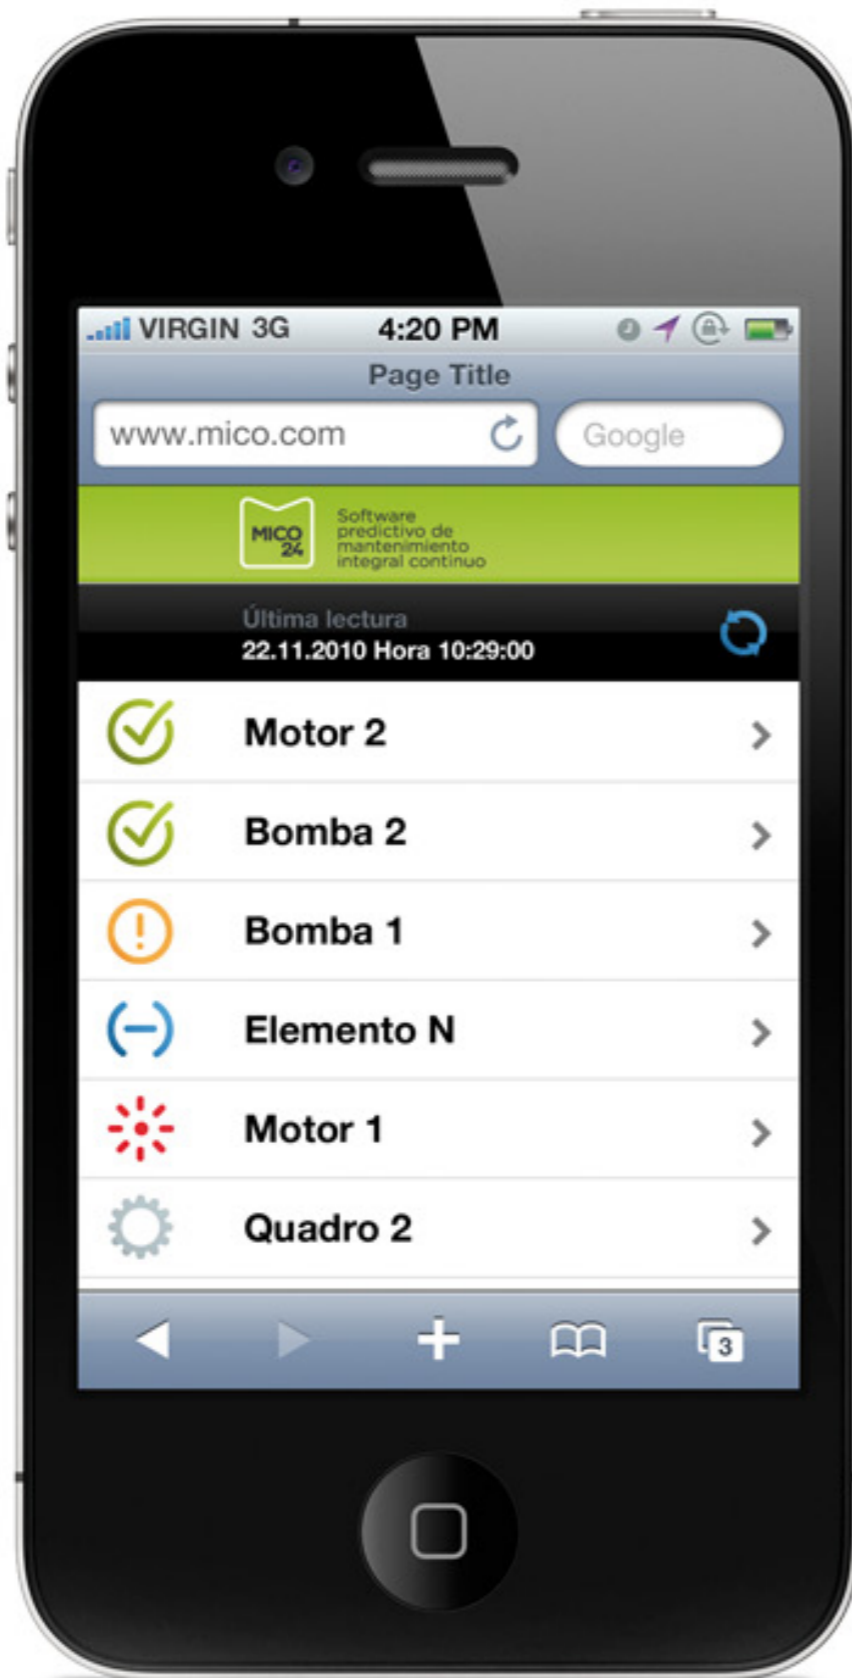 VIRGIN 3G 4:20 PM
Page Title
www.mico.com Google
MICO
24
Software
predictivo de
mantenimiento
integral continuo
Última lectura
22.11.2010 Hora 10:29:00
Motor 2
Bomba 2
Bomba 1
Elemento N
Motor 1
Quadro 2
3